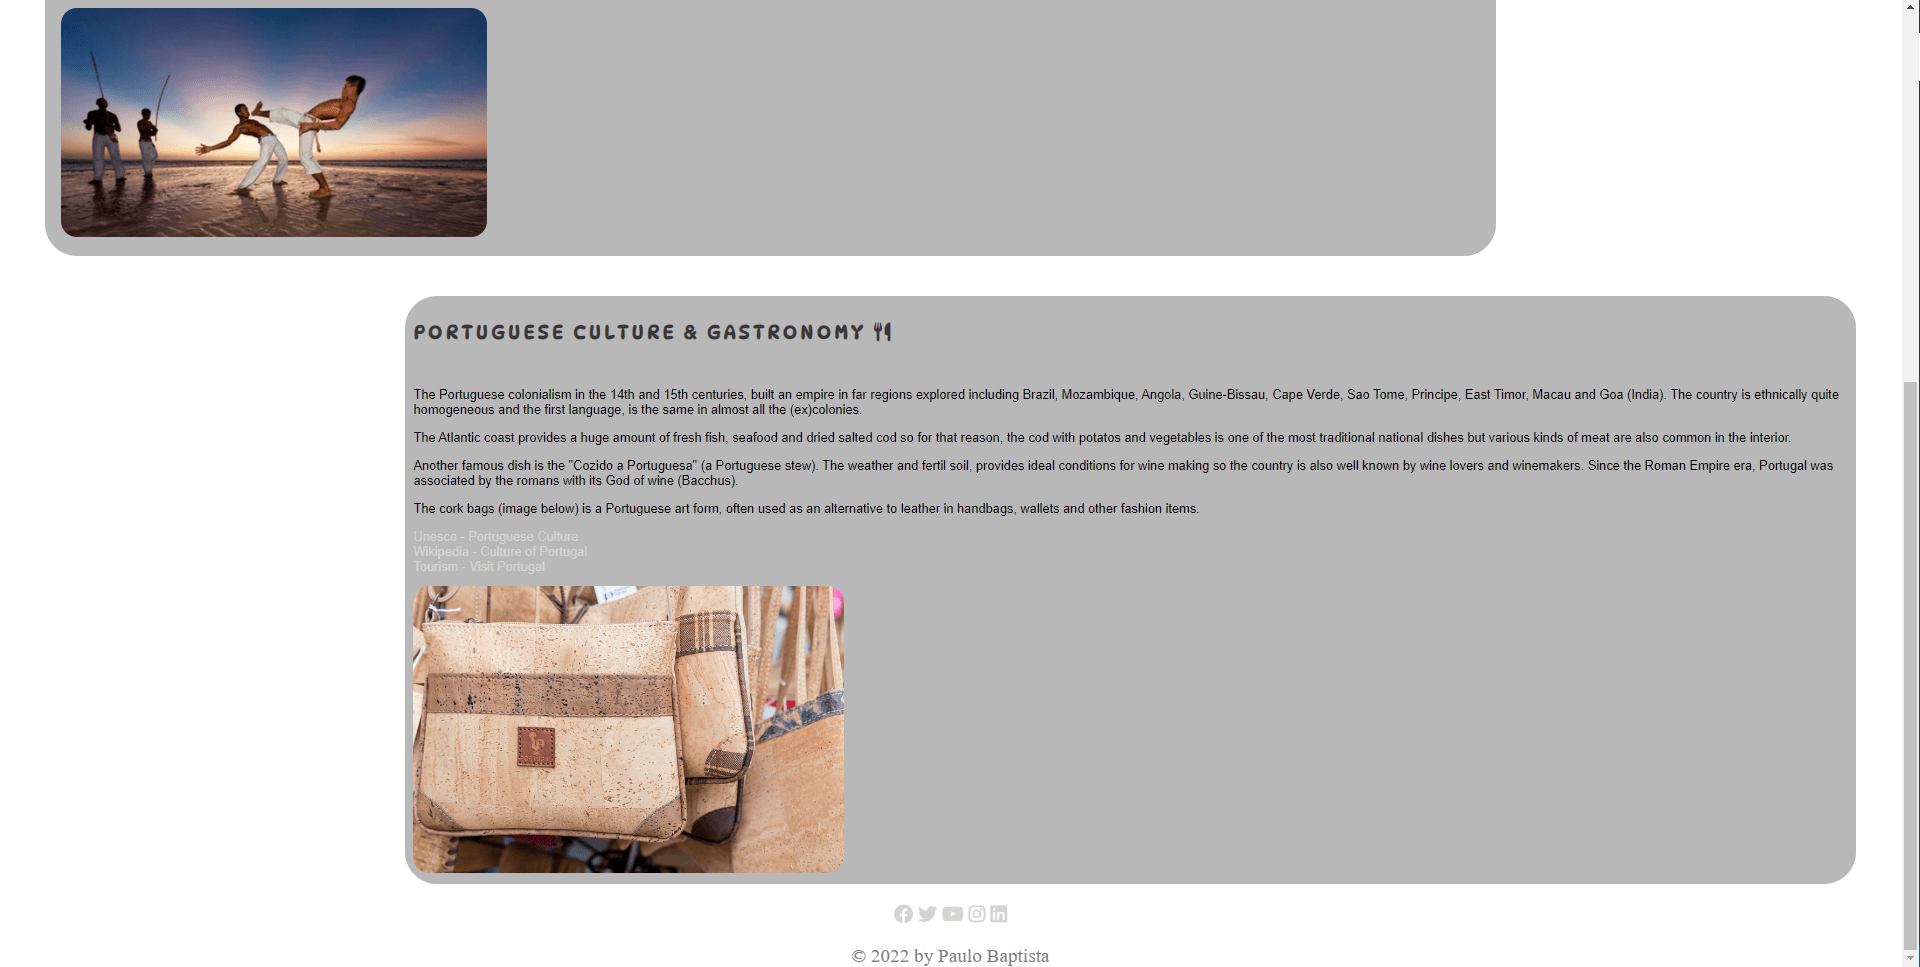 PORTUGUESE CULTURE & GASTRONOMY
The Portuguese colonialism in the 14th and 15th centuries, built an empire in far regions explored including Brazil, Mozambique, Angola, Guine-Bissau, Cape Verde, Sao Tome, Principe, East Timor, Macau and Goa (India). The country is ethnically quite
homogeneous and the first language, is the same in almost all the (ex)colonies.
The Atlantic coast provides a huge amount of fresh fish, seafood and dried salted cod so for that reason, the cod with potatos and vegetables is one of the most traditional national dishes but various kinds of meat are also common in the interior.
Another famous dish is the "Cozido a Portuguesa" (a Portuguese stew). The weather and fertil soil, provides ideal conditions for wine making so the country is also well known by wine lovers and winemakers. Since the Roman Empire era, Portugal was
associated by the romans with its God of wine (Bacchus).
The cork bags (image below) is a Portuguese art form, often used as an alternative to leather in handbags, wallets and other fashion items.
Unesco - Portuguese Culture
Wikipedia - Culture of Portugal
Tourism - Visit Portugal
© 2022 by Paulo Baptista